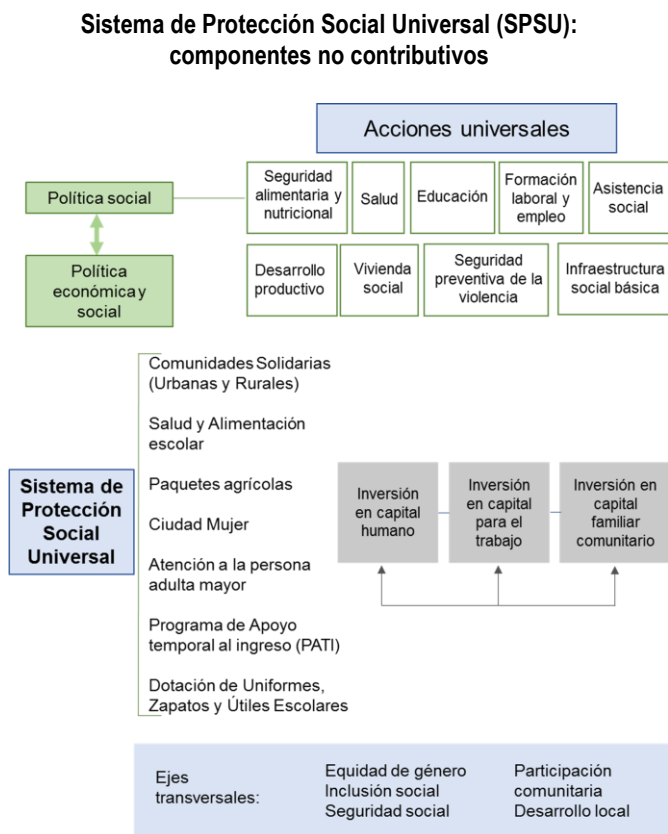 Sistema de Protección Social Universal (SPSU):
componentes no contributivos
Acciones universales
Política social
Seguridad
alimentaria y
nutricional
Salud
Educación
Formación
laboral y
empleo
Asistencia
social
Política
económica y
social
Desarrollo
productivo
Vivienda
social
Seguridad
preventiva de la
violencia
Infraestructura
social básica
Sistema de
Protección
Social
Universal
Comunidades Solidarias
(Urbanas y Rurales)
Salud y Alimentación
escolar
Paquetes agrícolas
Ciudad Mujer
Atención a la persona
adulta mayor
Programa de Apoyo
temporal al ingreso (PATI)
Dotación de Uniformes,
Zapatos y Útiles Escolares
Inversión
en capital
humano
Inversión
en capital
para el
trabajo
Inversión en
capital
familiar
comunitario
Ejes
transversales:
Equidad de género
Inclusión social
Seguridad social
Participación
comunitaria
Desarrollo local